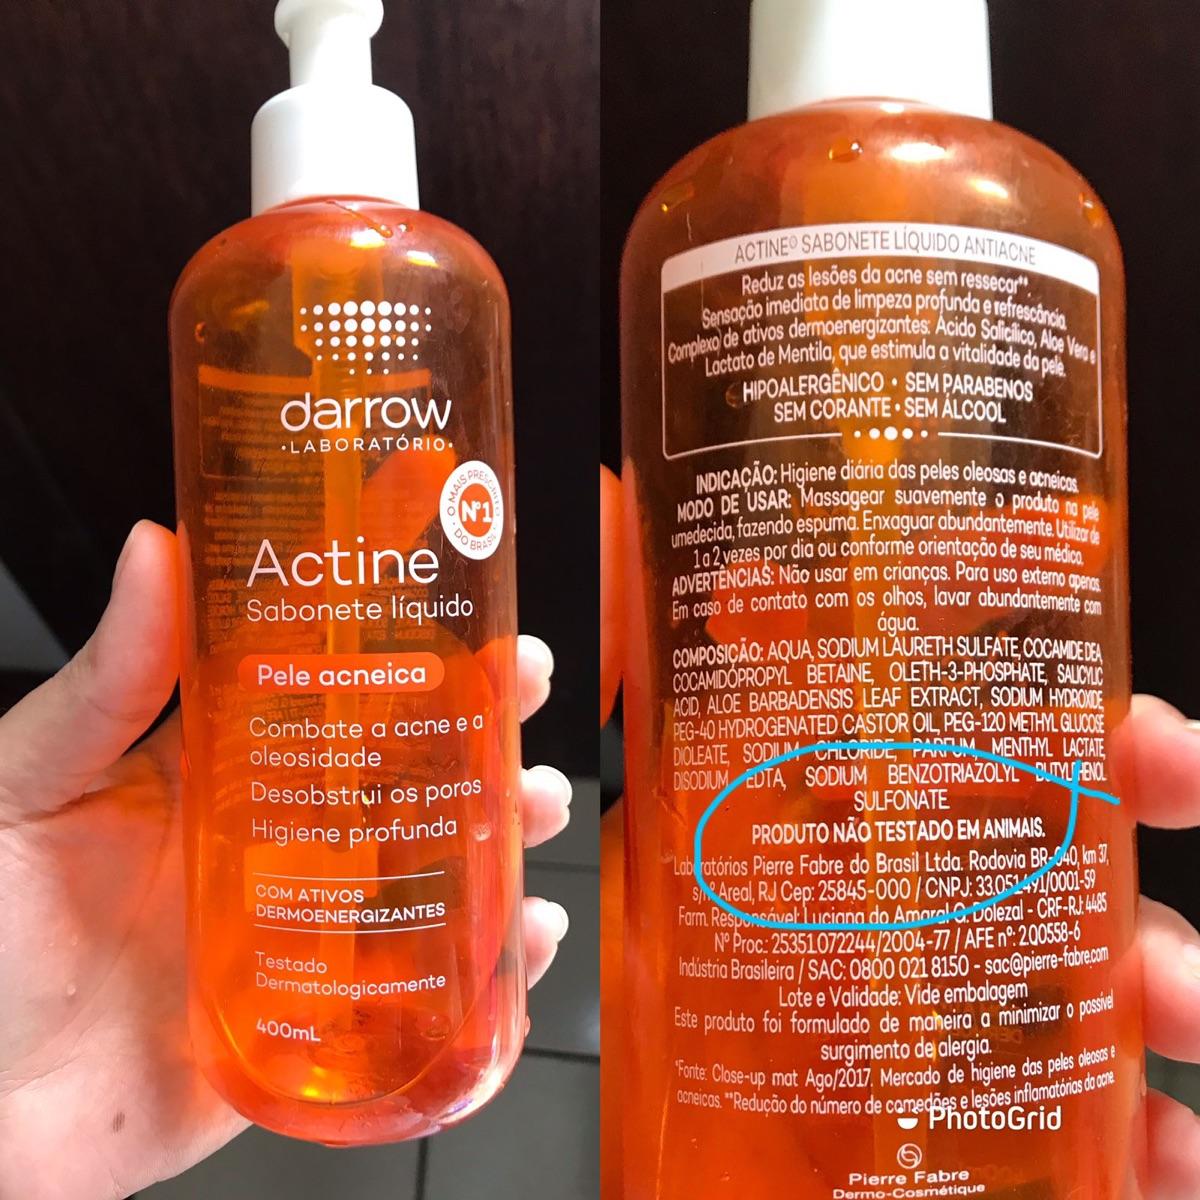 darrow
•LABORATÓRIO•
O MAIS PRESCRITO
Nº1
DO BRASIL
Actine
Sabonete líquido
Pele acneica
Combate a acne e a
oleosidade
Desobstrui os poros
Higiene profunda
COM ATIVOS
DERMOENERGIZANTES
Testado
Dermatologicamente
400mL
ACTINE® SABONETE LÍQUIDO ANTIACNE
Reduz as lesões da acne sem ressecar**.
Sensação imediata de limpeza profunda e refrescância.
Complexo de ativos dermoenergizantes: Ácido Salicílico, Aloe Vera e
Lactato de Mentila, que estimula a vitalidade da pele.
HIPOALERGÊNICO • SEM PARABENOS
SEM CORANTE • SEM ÁLCOOL
INDICAÇÃO: Higiene diária das peles oleosas e acneicas.
MODO DE USAR: Massagear suavemente o produto na pele
umedecida, fazendo espuma. Enxaguar abundantemente. Utilizar de
1 a 2 vezes por dia ou conforme orientação de seu médico.
ADVERTÊNCIAS: Não usar em crianças. Para uso externo apenas.
Em caso de contato com os olhos, lavar abundantemente com
água.
COMPOSIÇÃO: AQUA, SODIUM LAURETH SULFATE, COCAMIDE DEA,
COCAMIDOPROPYL BETAINE, OLETH-3-PHOSPHATE, SALICYLIC
ACID, ALOE BARBADENSIS LEAF EXTRACT, SODIUM HYDROXIDE,
PEG-40 HYDROGENATED CASTOR OIL, PEG-120 METHYL GLUCOSE
DIOLEATE, SODIUM CHLORIDE, PARFUM, MENTHYL LACTATE,
DISODIUM EDTA, SODIUM BENZOTRIAZOLYL BUTYLPHENOL
SULFONATE
PRODUTO NÃO TESTADO EM ANIMAIS.
Laboratórios Pierre Fabre do Brasil Ltda. Rodovia BR-040, km 37,
s/nº Areal, RJ Cep: 25845-000 / CNPJ: 33.051.491/0001-59
Farm. Responsável: Luciana do Amaral G. Dolezal - CRF-RJ: 4485
Nº Proc.: 25351.072244/2004-77 / AFE nº: 2.00558-6
Indústria Brasileira / SAC: 0800 021 8150 - sac@pierre-fabre.com
Lote e Validade: Vide embalagem
Este produto foi formulado de maneira a minimizar o possível
surgimento de alergia.
*Fonte: Close-up mat Ago/2017. Mercado de higiene das peles oleosas e
acneicas. **Redução do número de comedões e lesões inflamatórias da acne.
PhotoGrid
Pierre Fabre
Dermo-Cosmétique